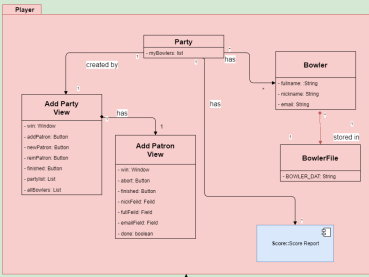 Player
Party
- myBowlers: list
created by
has
Bowler
- fullname :String
- nickname: String
- email: String
Add Party
View
- win: Window
- addPatron: Button
- newPatron: Button
- remPatron: Button
- finished: Button
- partylist: List
- allBowlers: List
has
1
Add Patron
View
- win: Window
- abort: Button
- finished: Button
- nickField: Field
- fullField: Field
- emailField: Field
- done: boolean
has
stored in
BowlerFile
- BOWLER_DAT: String
Score::Score Report